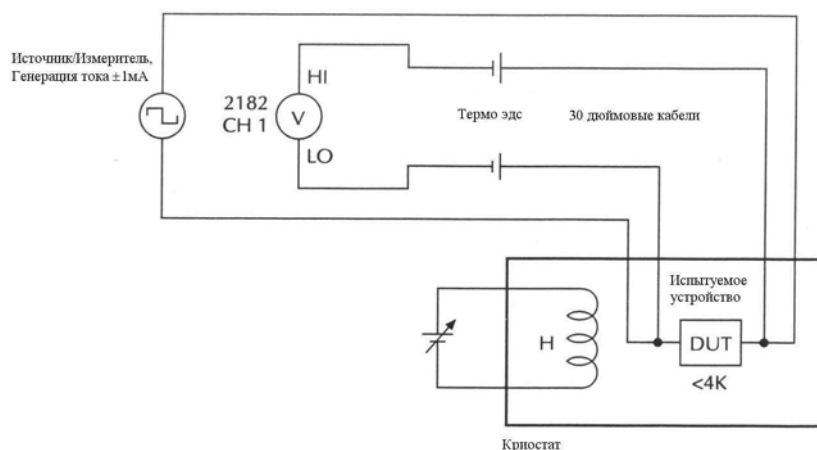 Источник/Измеритель,
Генерация тока ±1мА
HI
2182
CH 1
V
LO
Термо эдс
30 дюймовые кабели
Испытуемое
устройство
H
DUT
<4K
Криостат